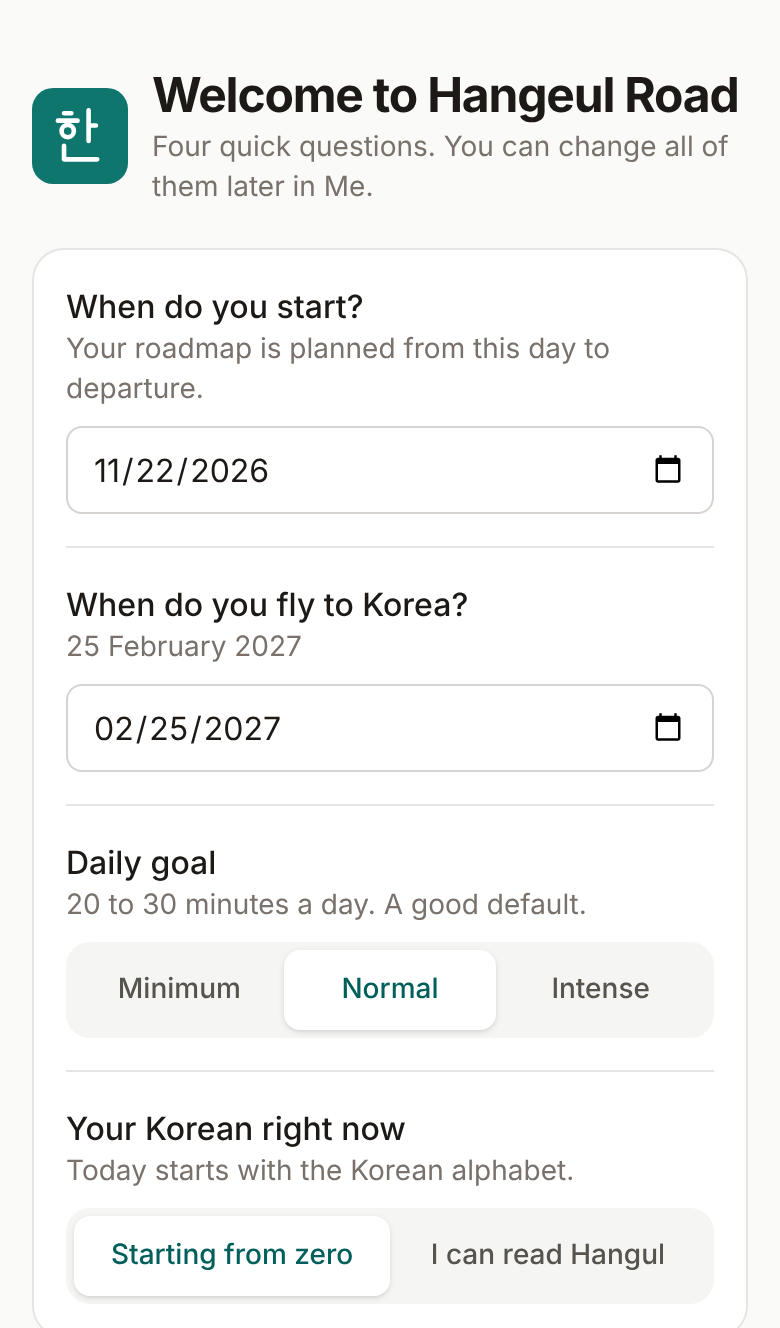 한
Welcome to Hangeul Road
Four quick questions. You can change all of
them later in Me.
When do you start?
Your roadmap is planned from this day to
departure.
11/22/2026
When do you fly to Korea?
25 February 2027
02/25/2027
Daily goal
20 to 30 minutes a day. A good default.
Minimum Normal Intense
Your Korean right now
Today starts with the Korean alphabet.
Starting from zero I can read Hangul